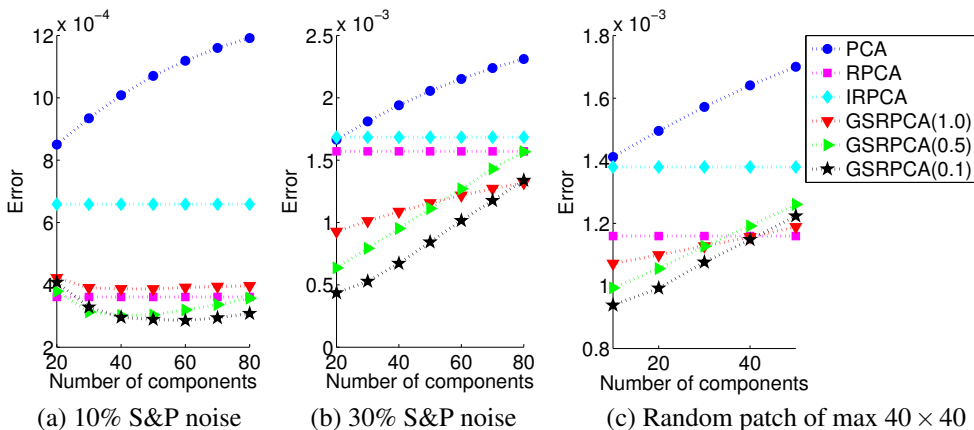 x 10⁻⁴
12
10
8
6
4
2
20 40 60 80
Error
Number of components
(a) 10% S&P noise
x 10⁻³
2.5
2
1.5
1
0.5
0
20 40 60 80
Error
Number of components
(b) 30% S&P noise
x 10⁻³
1.8
1.6
1.4
1.2
1
0.8
20 40
Error
Number of components
(c) Random patch of max 40 × 40
PCA
RPCA
IRPCA
GSRPCA(1.0)
GSRPCA(0.5)
GSRPCA(0.1)